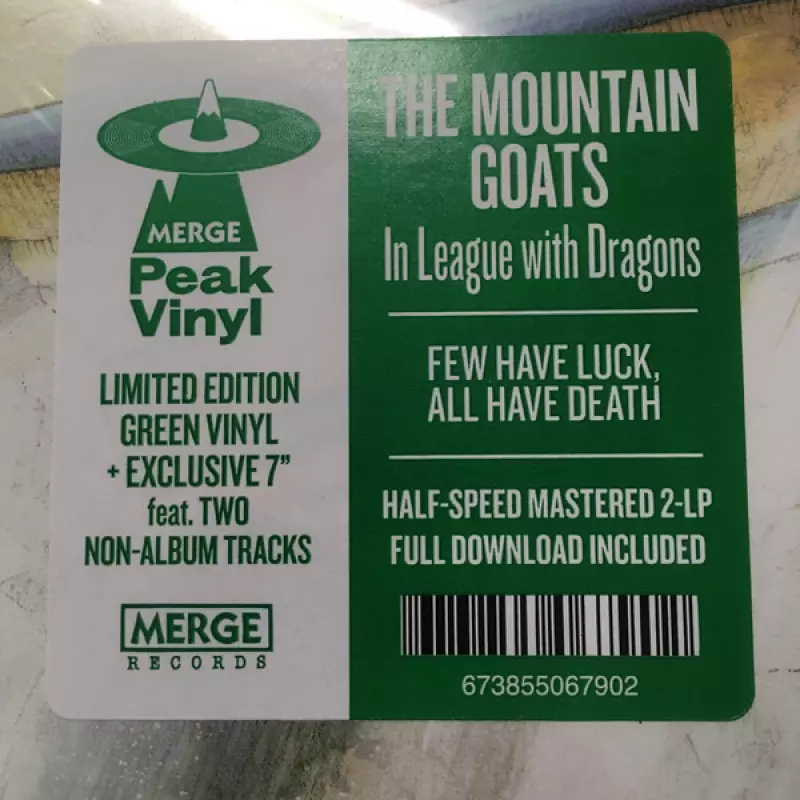 MERGE
Peak
Vinyl
LIMITED EDITION
GREEN VINYL
+ EXCLUSIVE 7”
feat. TWO
NON-ALBUM TRACKS
MERGE
RECORDS
THE MOUNTAIN
GOATS
In League with Dragons
FEW HAVE LUCK,
ALL HAVE DEATH
HALF-SPEED MASTERED 2-LP
FULL DOWNLOAD INCLUDED
673855067902